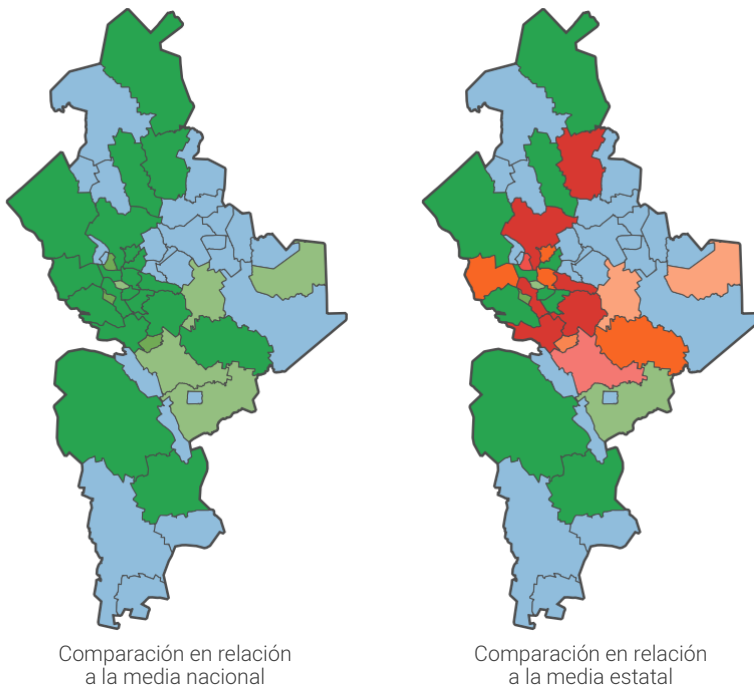 Comparación en relación
a la media nacional
Comparación en relación
a la media estatal